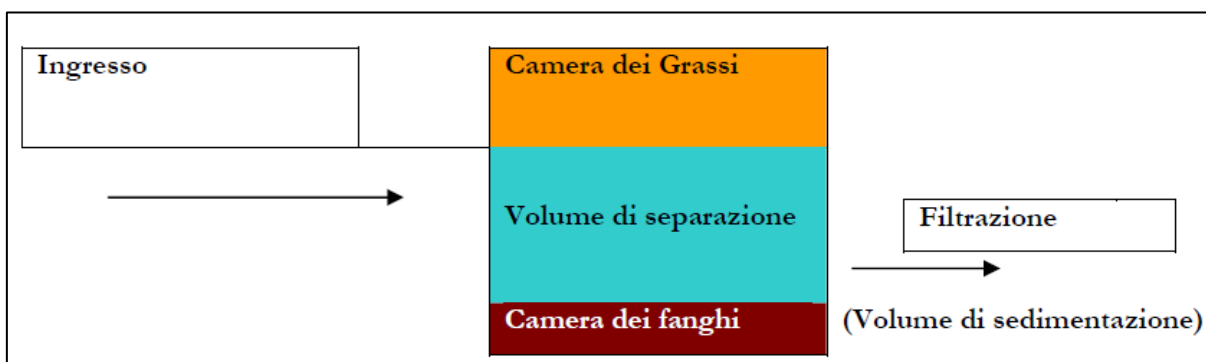 Ingresso
Camera dei Grassi
Volume di separazione
Filtrazione
Camera dei fanghi
(Volume di sedimentazione)